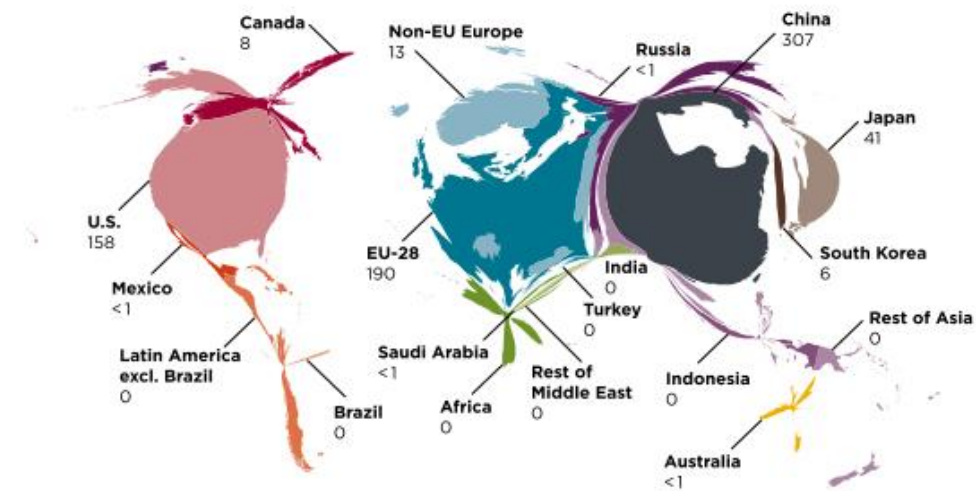 Canada
8
Non-EU Europe
13
Russia
<1
China
307
Japan
41
U.S.
158
EU-28
190
South Korea
6
Mexico
<1
India
0
Turkey
0
Rest of Asia
0
Latin America
excl. Brazil
0
Saudi Arabia
<1
Rest of
Middle East
0
Indonesia
0
Brazil
0
Africa
0
Australia
<1